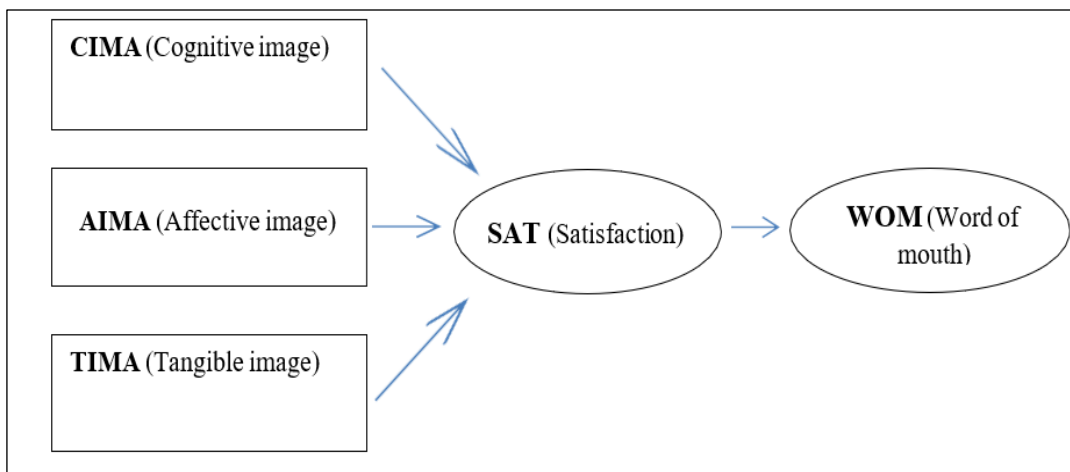 CIMA (Cognitive image)
AIMA (Affective image)
SAT (Satisfaction)
WOM (Word of
mouth)
TIMA (Tangible image)